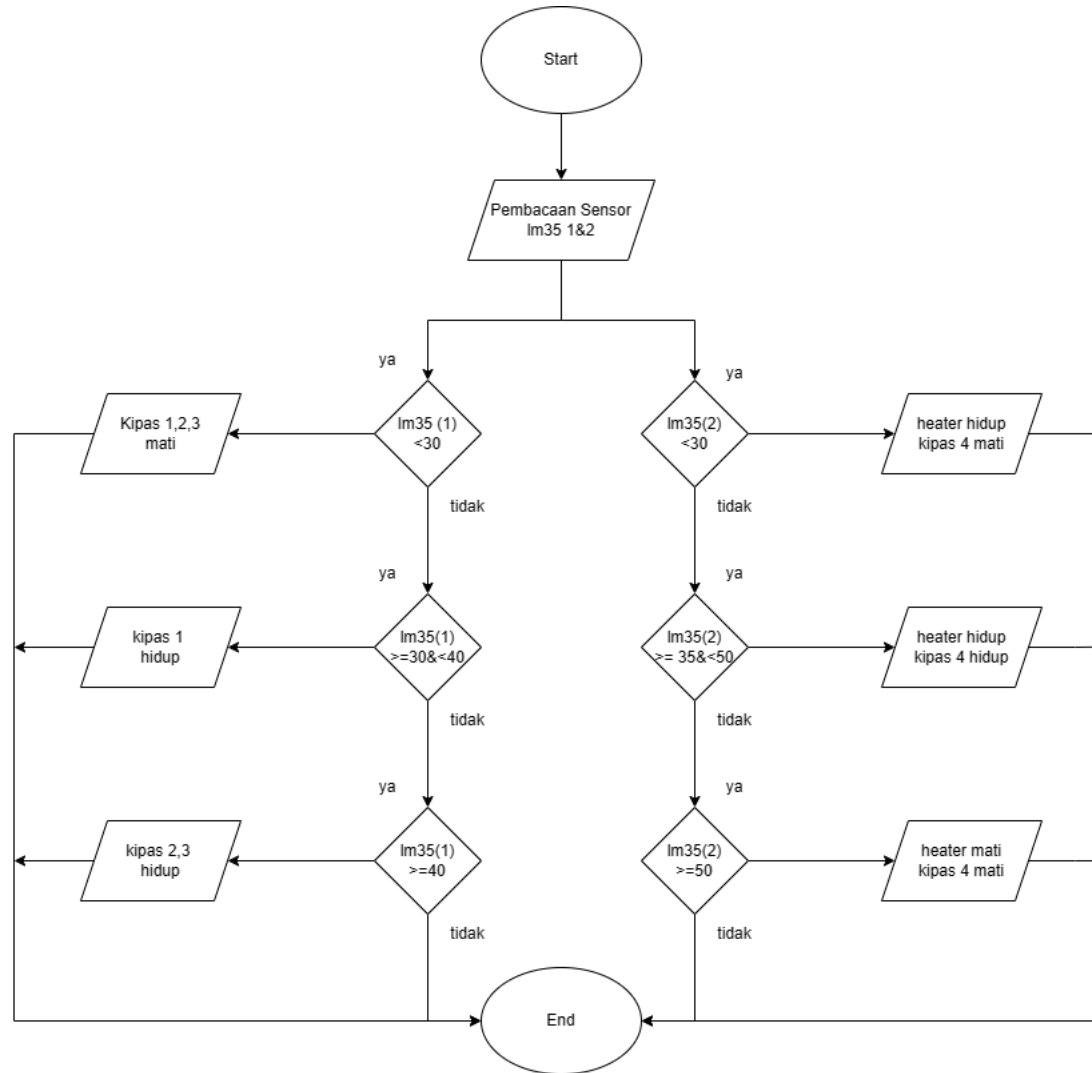 Start
Pembacaan Sensor
lm35 1&2
ya
ya
Kipas 1,2,3
mati
lm35 (1)
<30
lm35(2)
<30
heater hidup
kipas 4 mati
tidak
tidak
ya
ya
kipas 1
hidup
lm35(1)
>=30&<40
lm35(2)
>= 35&<50
heater hidup
kipas 4 hidup
tidak
tidak
ya
ya
kipas 2,3
hidup
lm35(1)
>=40
lm35(2)
>=50
heater mati
kipas 4 mati
tidak
tidak
End